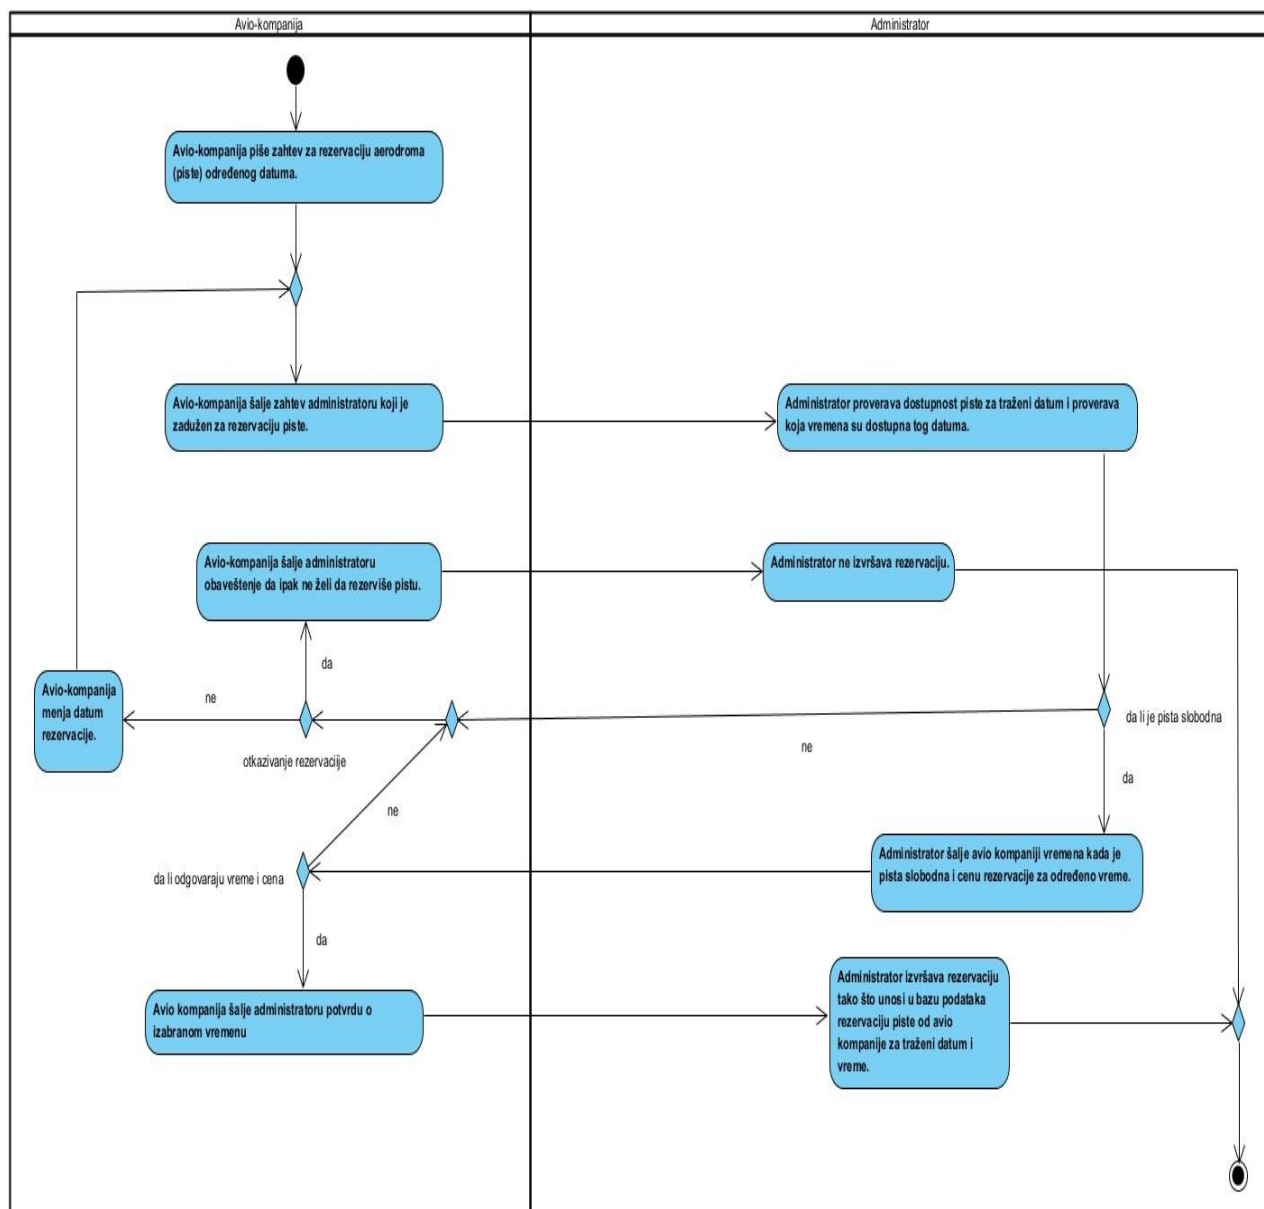 Avio-kompanija
Administrator
Avio-kompanija piše zahtev za rezervaciju aerodroma
(piste) određenog datuma.
Avio-kompanija šalje zahtev administratoru koji je
zadužen za rezervaciju piste.
Administrator proverava dostupnost piste za traženi datum i proverava
koja vremena su dostupna tog datuma.
Avio-kompanija šalje administratoru
obaveštenje da ipak ne želi da rezerviše pistu.
Administrator ne izvršava rezervaciju.
da
Avio-kompanija
menja datum
rezervacije.
ne
otkazivanje rezervaciije
ne
da li je pista slobodna
da
ne
da li odgovaraju vreme i cena
Administrator šalje avio kompaniji vremena kada je
pista slobodna i cenu rezervacije za određeno vreme.
da
Avio kompanija šalje administratoru potvrdu o
izabranom vremenu
Administrator izvršava rezervaciju
tako što unosi u bazu podataka
rezervaciju piste od avio
kompanije za traženi datum i
vreme.